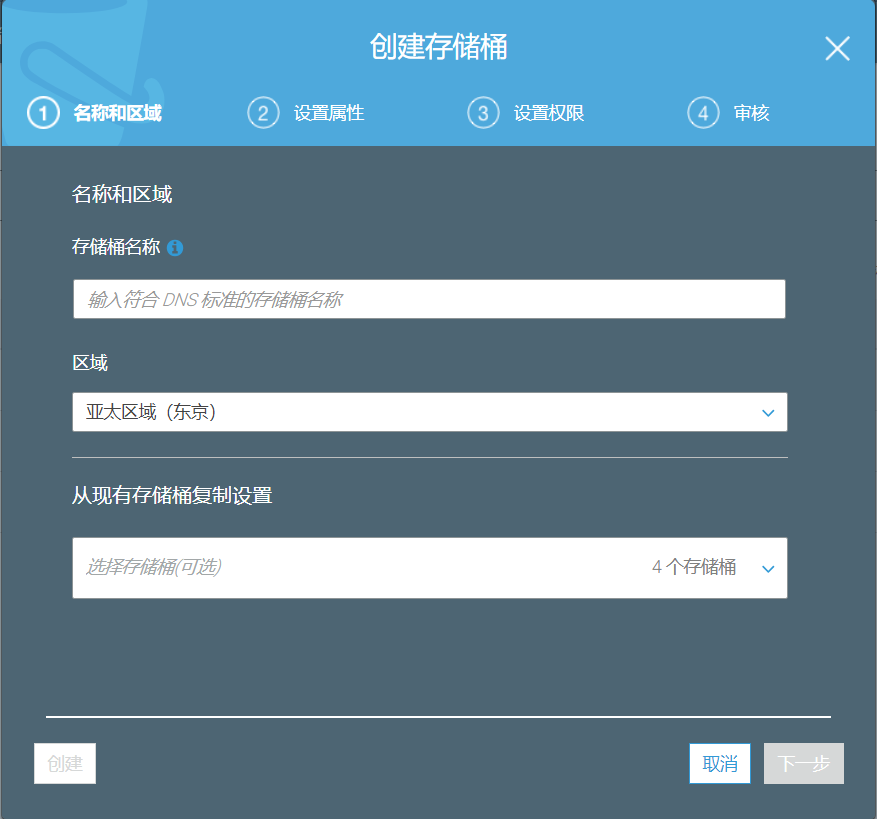 创建存储桶
1 名称和区域 2 设置属性 3 设置权限 4 审核
名称和区域
存储桶名称
输入符合 DNS 标准的存储桶名称
区域
亚太区域（东京）
从现有存储桶复制设置
选择存储桶(可选) 4 个存储桶
创建 取消 下一步